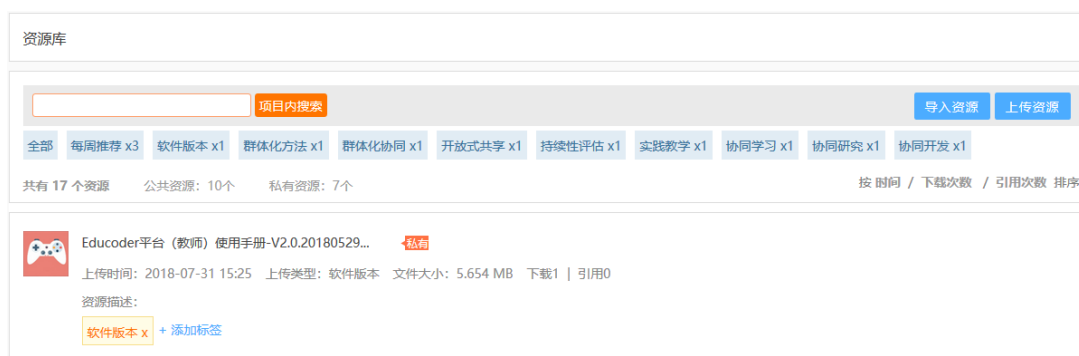 资源库
项目内搜索 导入资源 上传资源
全部 每周推荐 x3 软件版本 x1 群体化方法 x1 群体化协同 x1 开放式共享 x1 持续性评估 x1 实践教学 x1 协同学习 x1 协同研究 x1 协同开发 x1
共有 17 个资源 公共资源：10个 私有资源：7个 按 时间 / 下载次数 / 引用次数 排序
Educoder平台（教师）使用手册-V2.0.20180529... 私有
上传时间：2018-07-31 15:25 上传类型：软件版本 文件大小：5.654 MB 下载1 | 引用0
资源描述：
软件版本 x + 添加标签